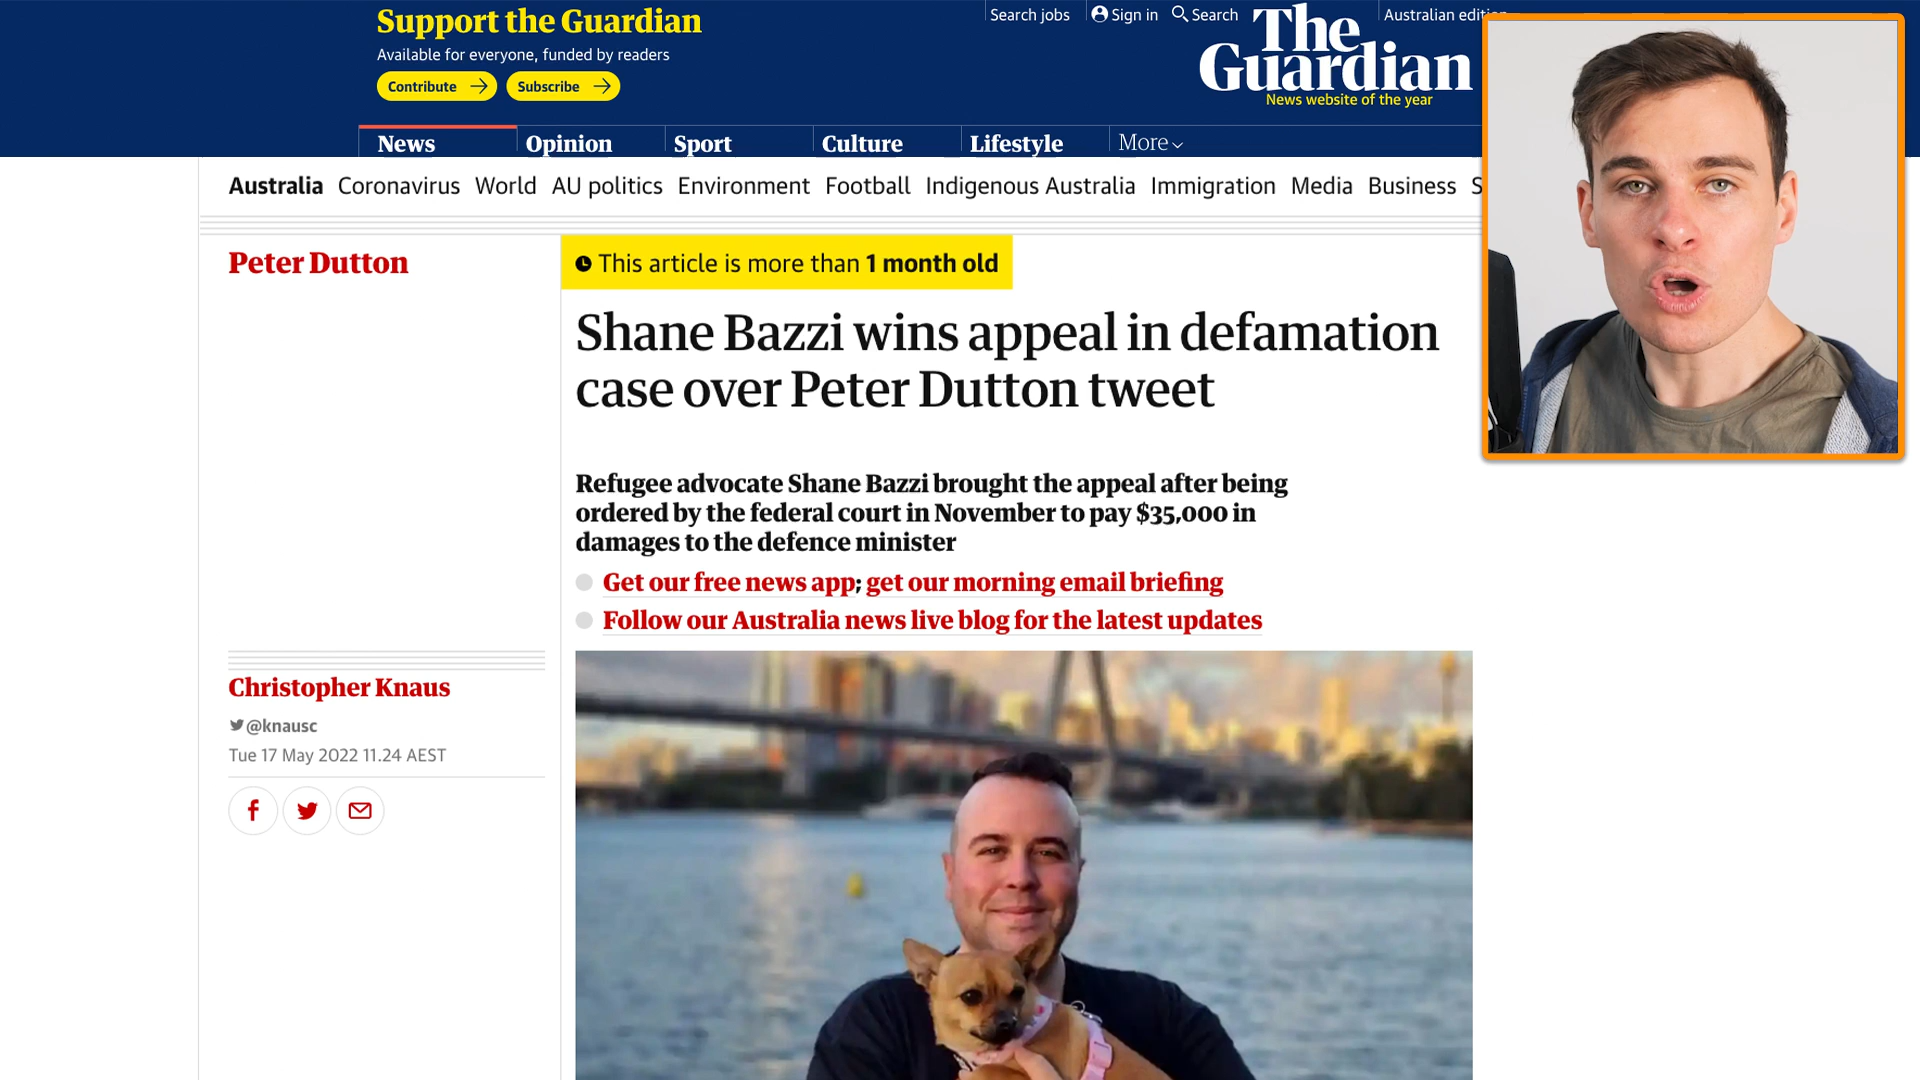 Support the Guardian
Available for everyone, funded by readers
Contribute
Subscribe
Search jobs
Sign in
Search
Australian edition
The
Guardian
News website of the year
News
Opinion
Sport
Culture
Lifestyle
More
Australia Coronavirus World AU politics Environment Football Indigenous Australia Immigration Media Business S
Peter Dutton
This article is more than 1 month old
Shane Bazzi wins appeal in defamation
case over Peter Dutton tweet
Refugee advocate Shane Bazzi brought the appeal after being
ordered by the federal court in November to pay $35,000 in
damages to the defence minister
Get our free news app; get our morning email briefing
Follow our Australia news live blog for the latest updates
Christopher Knaus
@knausc
Tue 17 May 2022 11.24 AEST